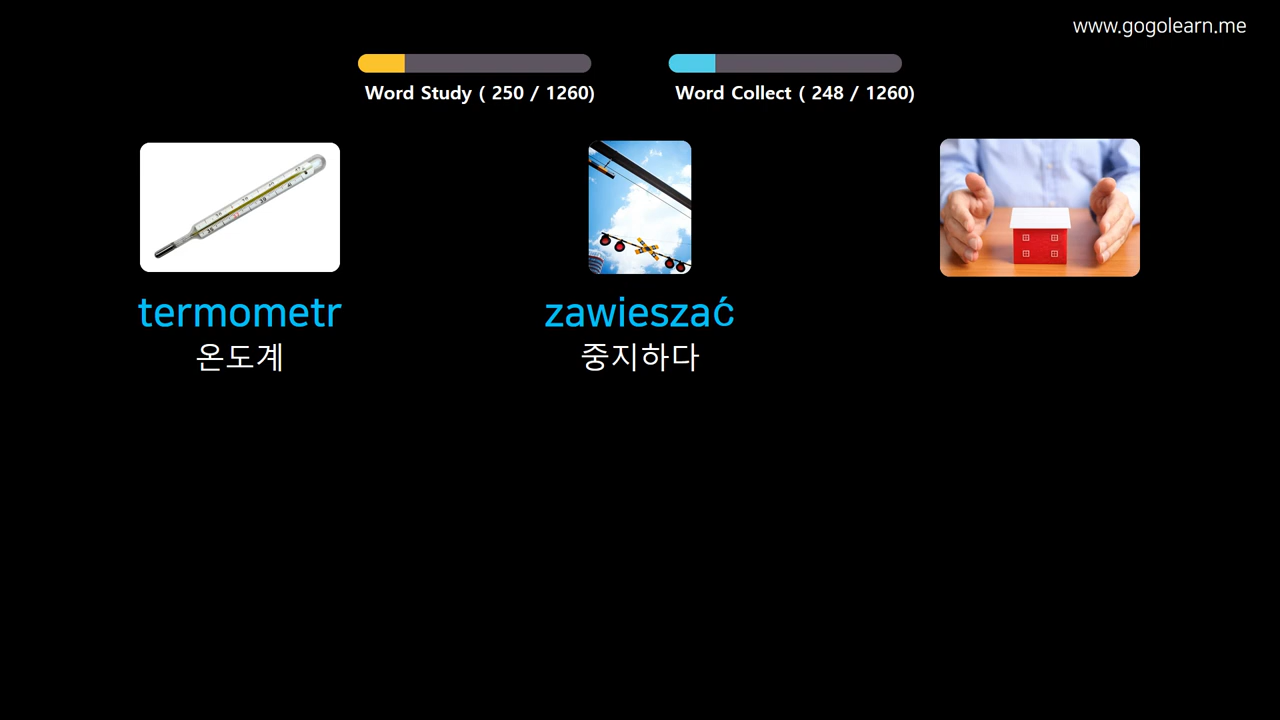 www.gogolearn.me
Word Study ( 250 / 1260)
Word Collect ( 248 / 1260)
termometr
온도계
zawieszać
중지하다